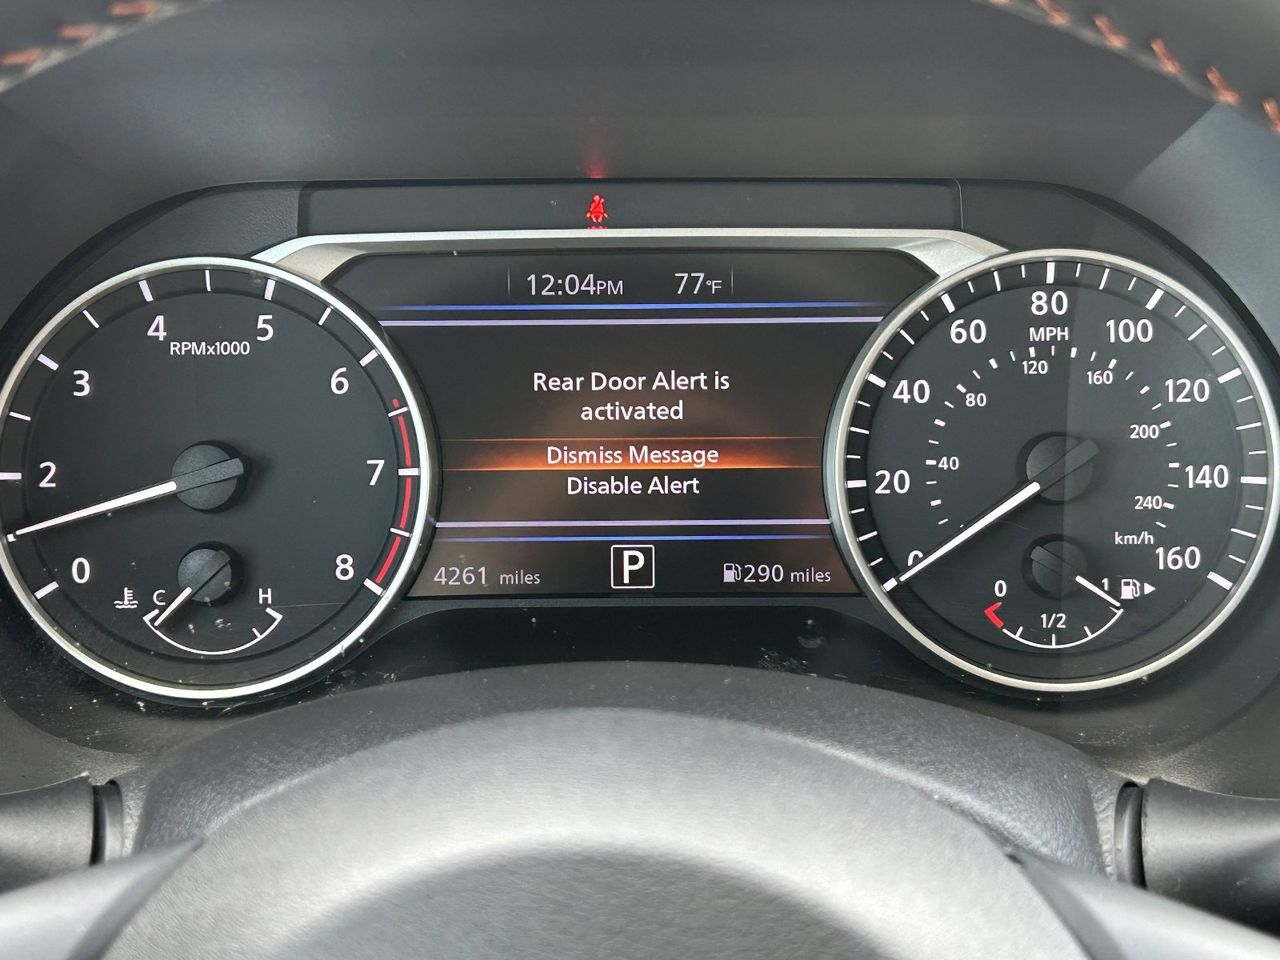 12:04PM 77°F
Rear Door Alert is
activated
Dismiss Message
Disable Alert
4261 miles P 290 miles
0 2 3 4 5 6 7 8
RPMx1000
C H
0 20 40 60 80 100 120 140 160
MPH
40 80 120 160 200 240
km/h
0 1/2 1